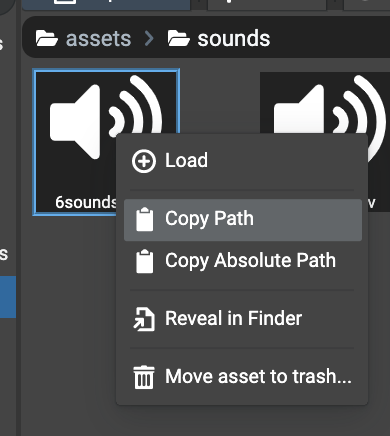 assets > sounds
Load
6sounds
Copy Path
Copy Absolute Path
Reveal in Finder
Move asset to trash...